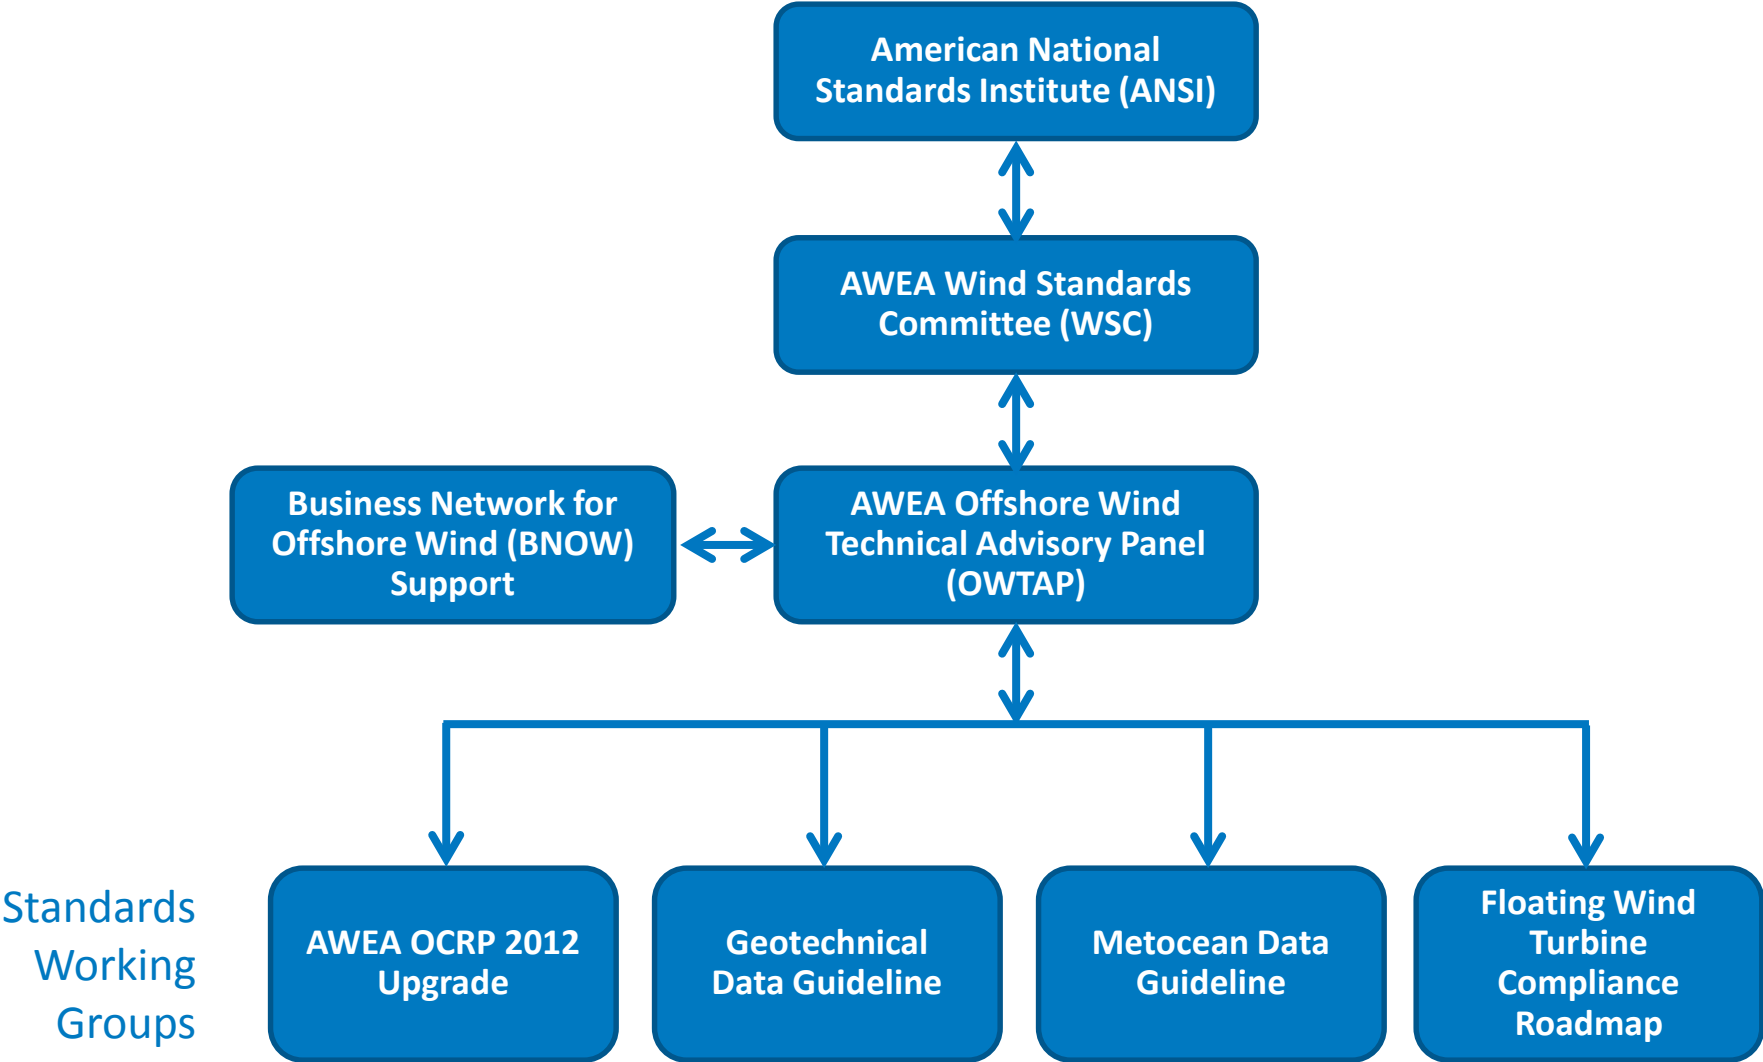 American National
Standards Institute (ANSI)
AWEA Wind Standards
Committee (WSC)
Business Network for
Offshore Wind (BNOW)
Support
AWEA Offshore Wind
Technical Advisory Panel
(OWTAP)
Standards
Working
Groups
AWEA OCRP 2012
Upgrade
Geotechnical
Data Guideline
Metocean Data
Guideline
Floating Wind
Turbine
Compliance
Roadmap